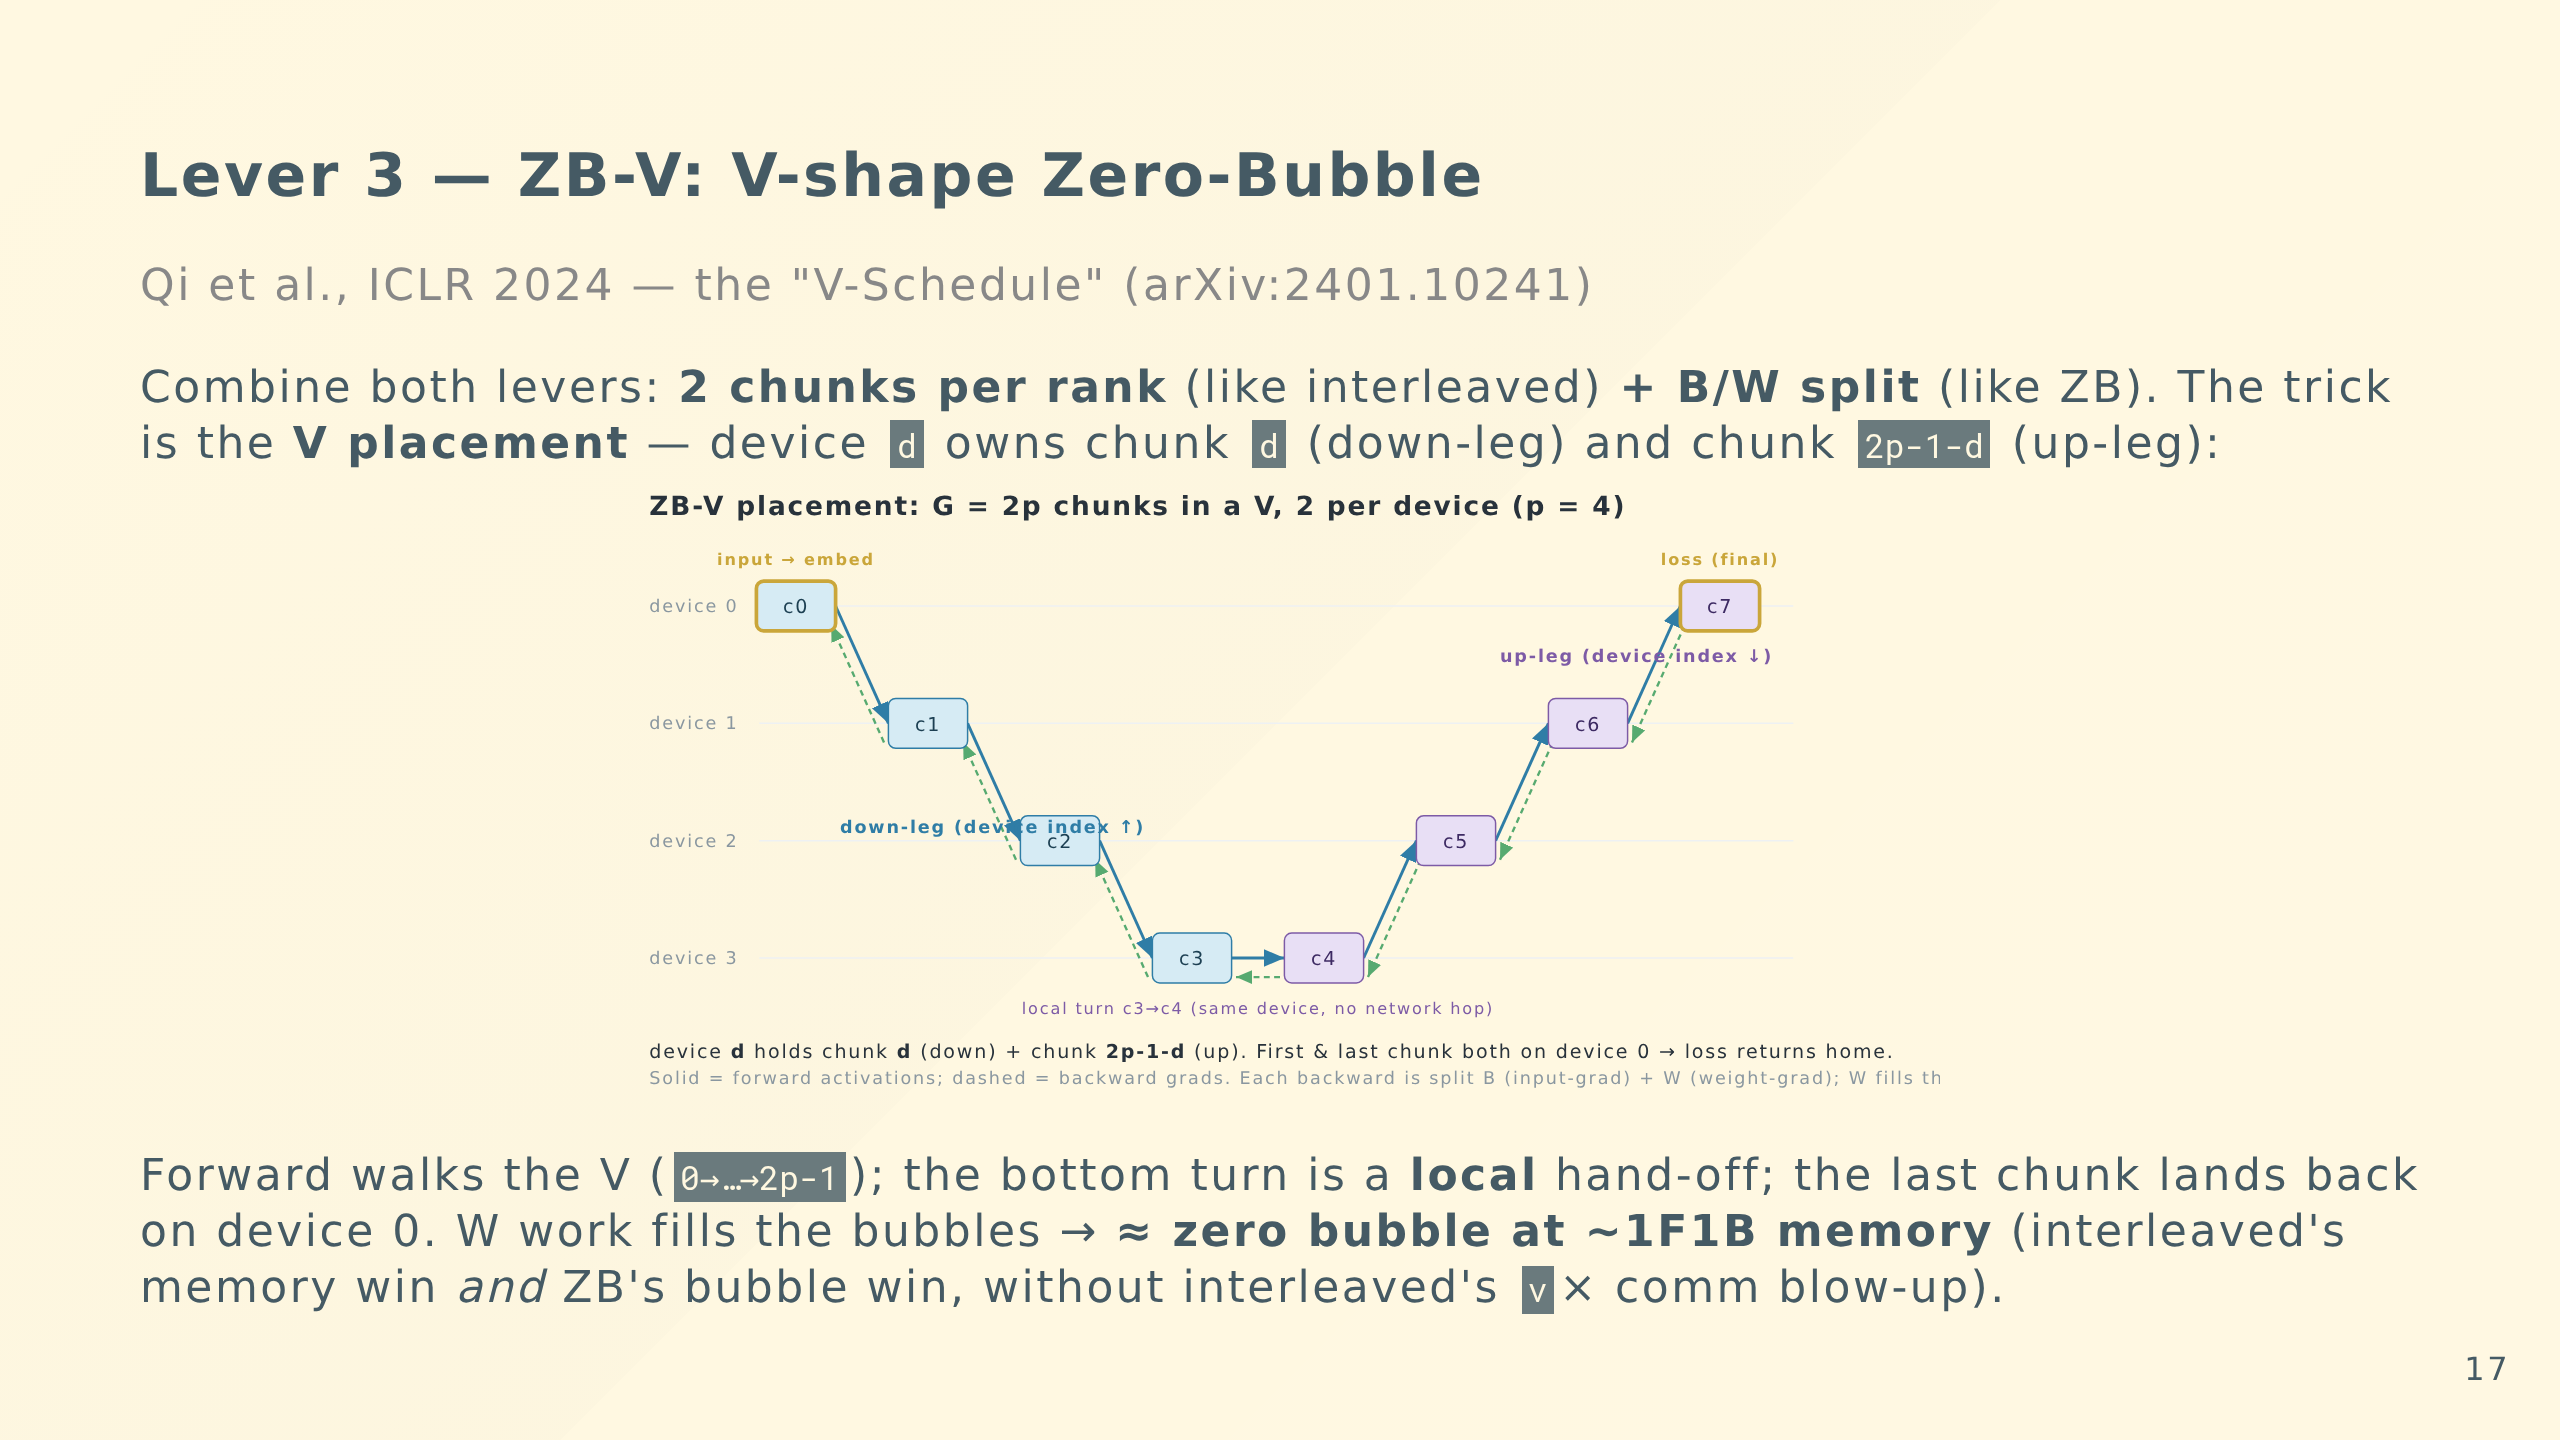 Lever 3 — ZB-V: V-shape Zero-Bubble
Qi et al., ICLR 2024 — the "V-Schedule" (arXiv:2401.10241)
Combine both levers: 2 chunks per rank (like interleaved) + B/W split (like ZB). The trick
is the V placement — device d owns chunk d (down-leg) and chunk 2p-1-d (up-leg):
ZB-V placement: G = 2p chunks in a V, 2 per device (p = 4)
input → embed
loss (final)
device 0
c0
c7
up-leg (device index ↓)
device 1
c1
c6
down-leg (device index ↑)
device 2
c2
c5
device 3
c3
c4
local turn c3→c4 (same device, no network hop)
device d holds chunk d (down) + chunk 2p-1-d (up). First & last chunk both on device 0 → loss returns home.
Solid = forward activations; dashed = backward grads. Each backward is split B (input-grad) + W (weight-grad); W fills th
Forward walks the V (0→…→2p-1); the bottom turn is a local hand-off; the last chunk lands back
on device 0. W work fills the bubbles → ≈ zero bubble at ~1F1B memory (interleaved's
memory win and ZB's bubble win, without interleaved's v× comm blow-up).
17